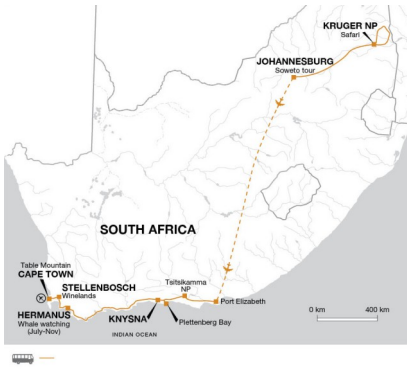 KRUGER NP
Safari
JOHANNESBURG
Soweto tour
SOUTH AFRICA
Table Mountain
CAPE TOWN
STELLENBOSCH
Winelands
HERMANUS
Whale watching
(July-Nov)
Tsitsikamma
NP
Port Elizabeth
KNYSNA
Plettenberg Bay
INDIAN OCEAN
0 km
400 km